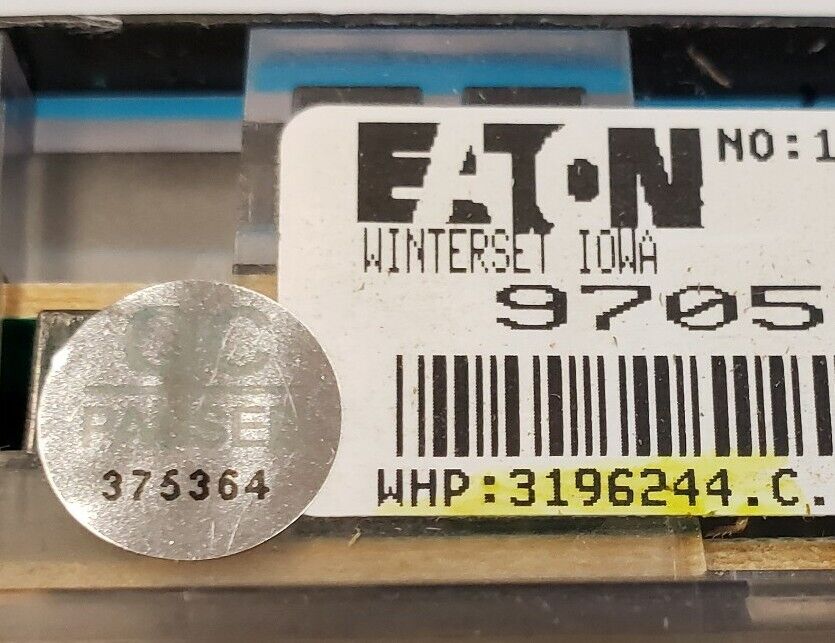 EATON NO:1
WINTERSET IOWA
9705
WHP:3196244.C.
375364